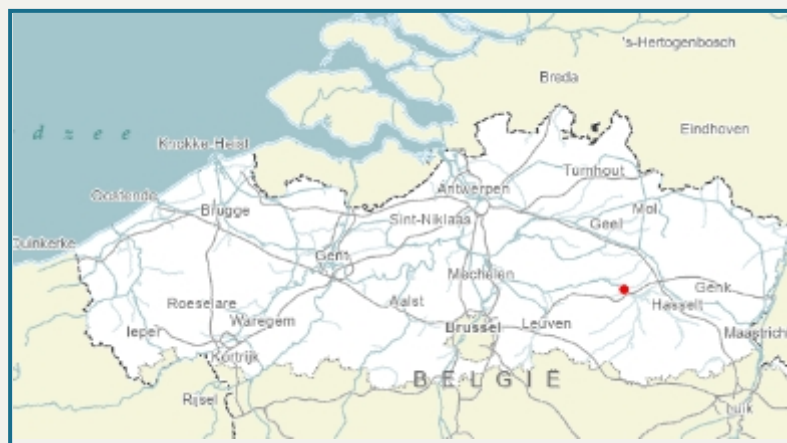 's-Hertogenbosch
Breda
d z e e
Eindhoven
Knokke-Heist
Turnhout
Oostende
Antwerpen
Mol
Brugge
Sint-Niklaas
Geel
Duinkerke
Gent
Mechelen
Genk
Roeselare
Aalst
Hasselt
Ieper
Waregem
Brussel
Leuven
Maastrich
Kortrijk
BELGIË
Rijsel
Luik